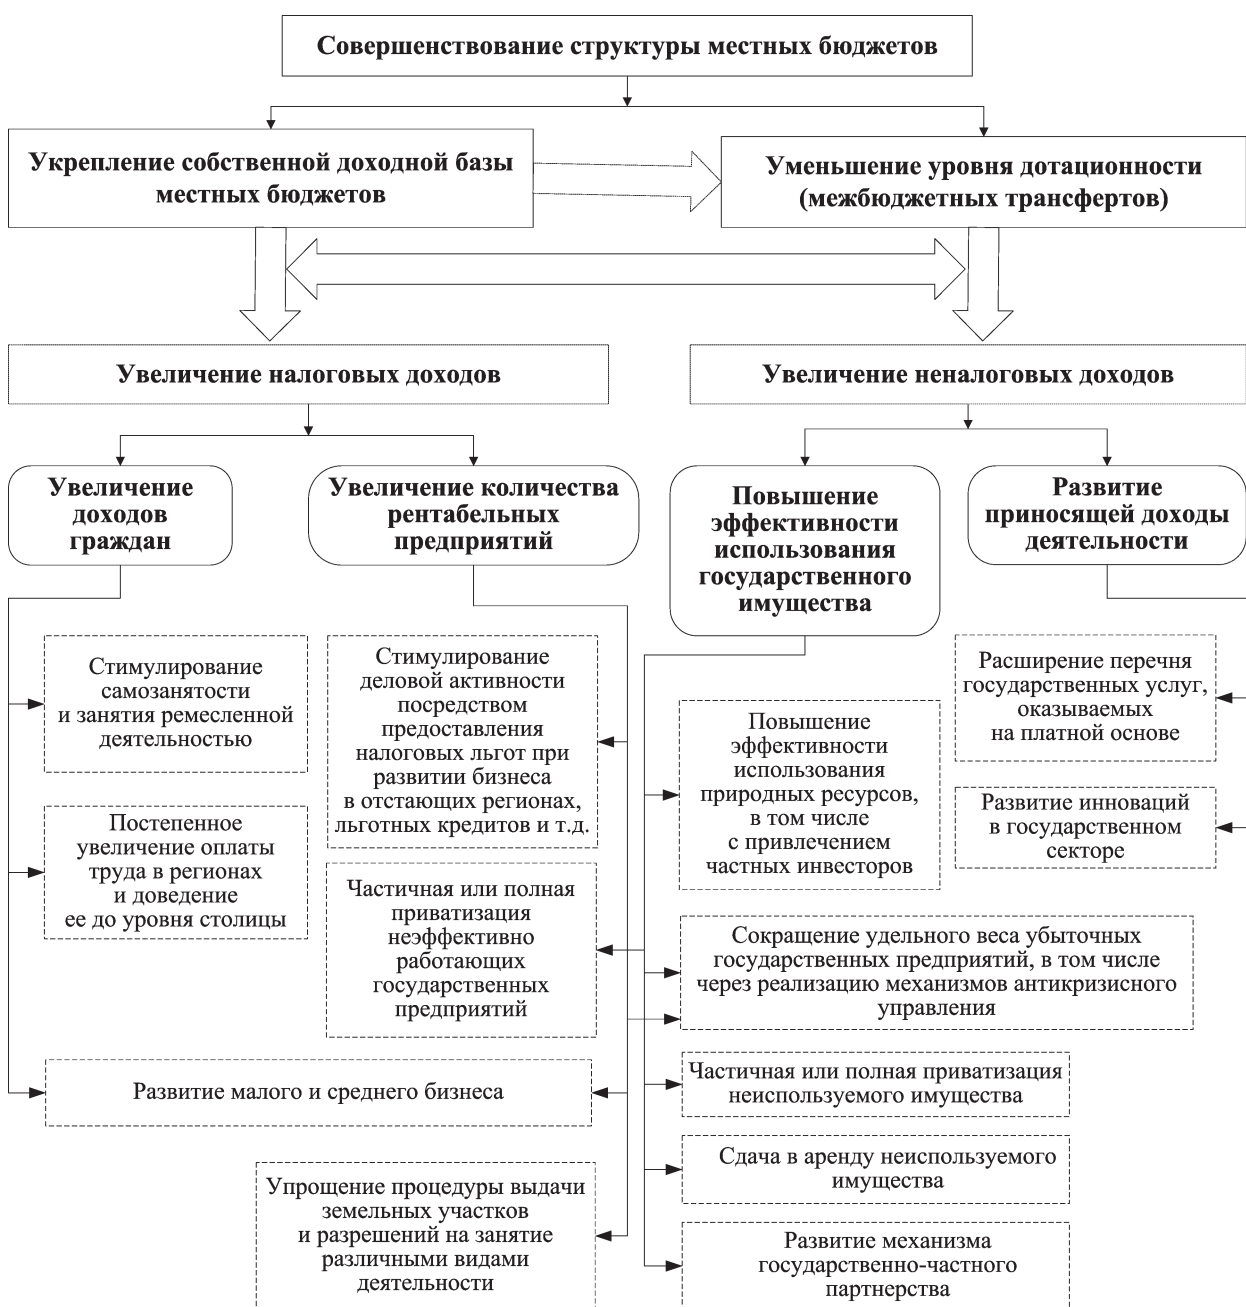 Совершенствование структуры местных бюджетов
Укрепление собственной доходной базы
местных бюджетов
Уменьшение уровня дотационности
(межбюджетных трансфертов)
Увеличение налоговых доходов
Увеличение неналоговых доходов
Увеличение
доходов
граждан
Увеличение количества
рентабельных
предприятий
Повышение
эффективности
использования
государственного
имущества
Развитие
приносящей доходы
деятельности
Стимулирование
самозанятости
и занятия ремесленной
деятельностью
Постепенное
увеличение оплаты
труда в регионах
и доведение
ее до уровня столицы
Стимулирование
деловой активности
посредством
предоставления
налоговых льгот при
развитии бизнеса
в отстающих регионах,
льготных кредитов и т.д.
Частичная или полная
приватизация
неэффективно
работающих
государственных
предприятий
Развитие малого и среднего бизнеса
Упрощение процедуры выдачи
земельных участков
и разрешений на занятие
различными видами
деятельности
Повышение
эффективности
использования
природных ресурсов,
в том числе
с привлечением
частных инвесторов
Расширение перечня
государственных услуг,
оказываемых
на платной основе
Развитие инноваций
в государственном
секторе
Сокращение удельного веса убыточных
государственных предприятий, в том числе
через реализацию механизмов антикризисного
управления
Частичная или полная приватизация
неиспользуемого имущества
Сдача в аренду неиспользуемого
имущества
Развитие механизма
государственно-частного
партнерства